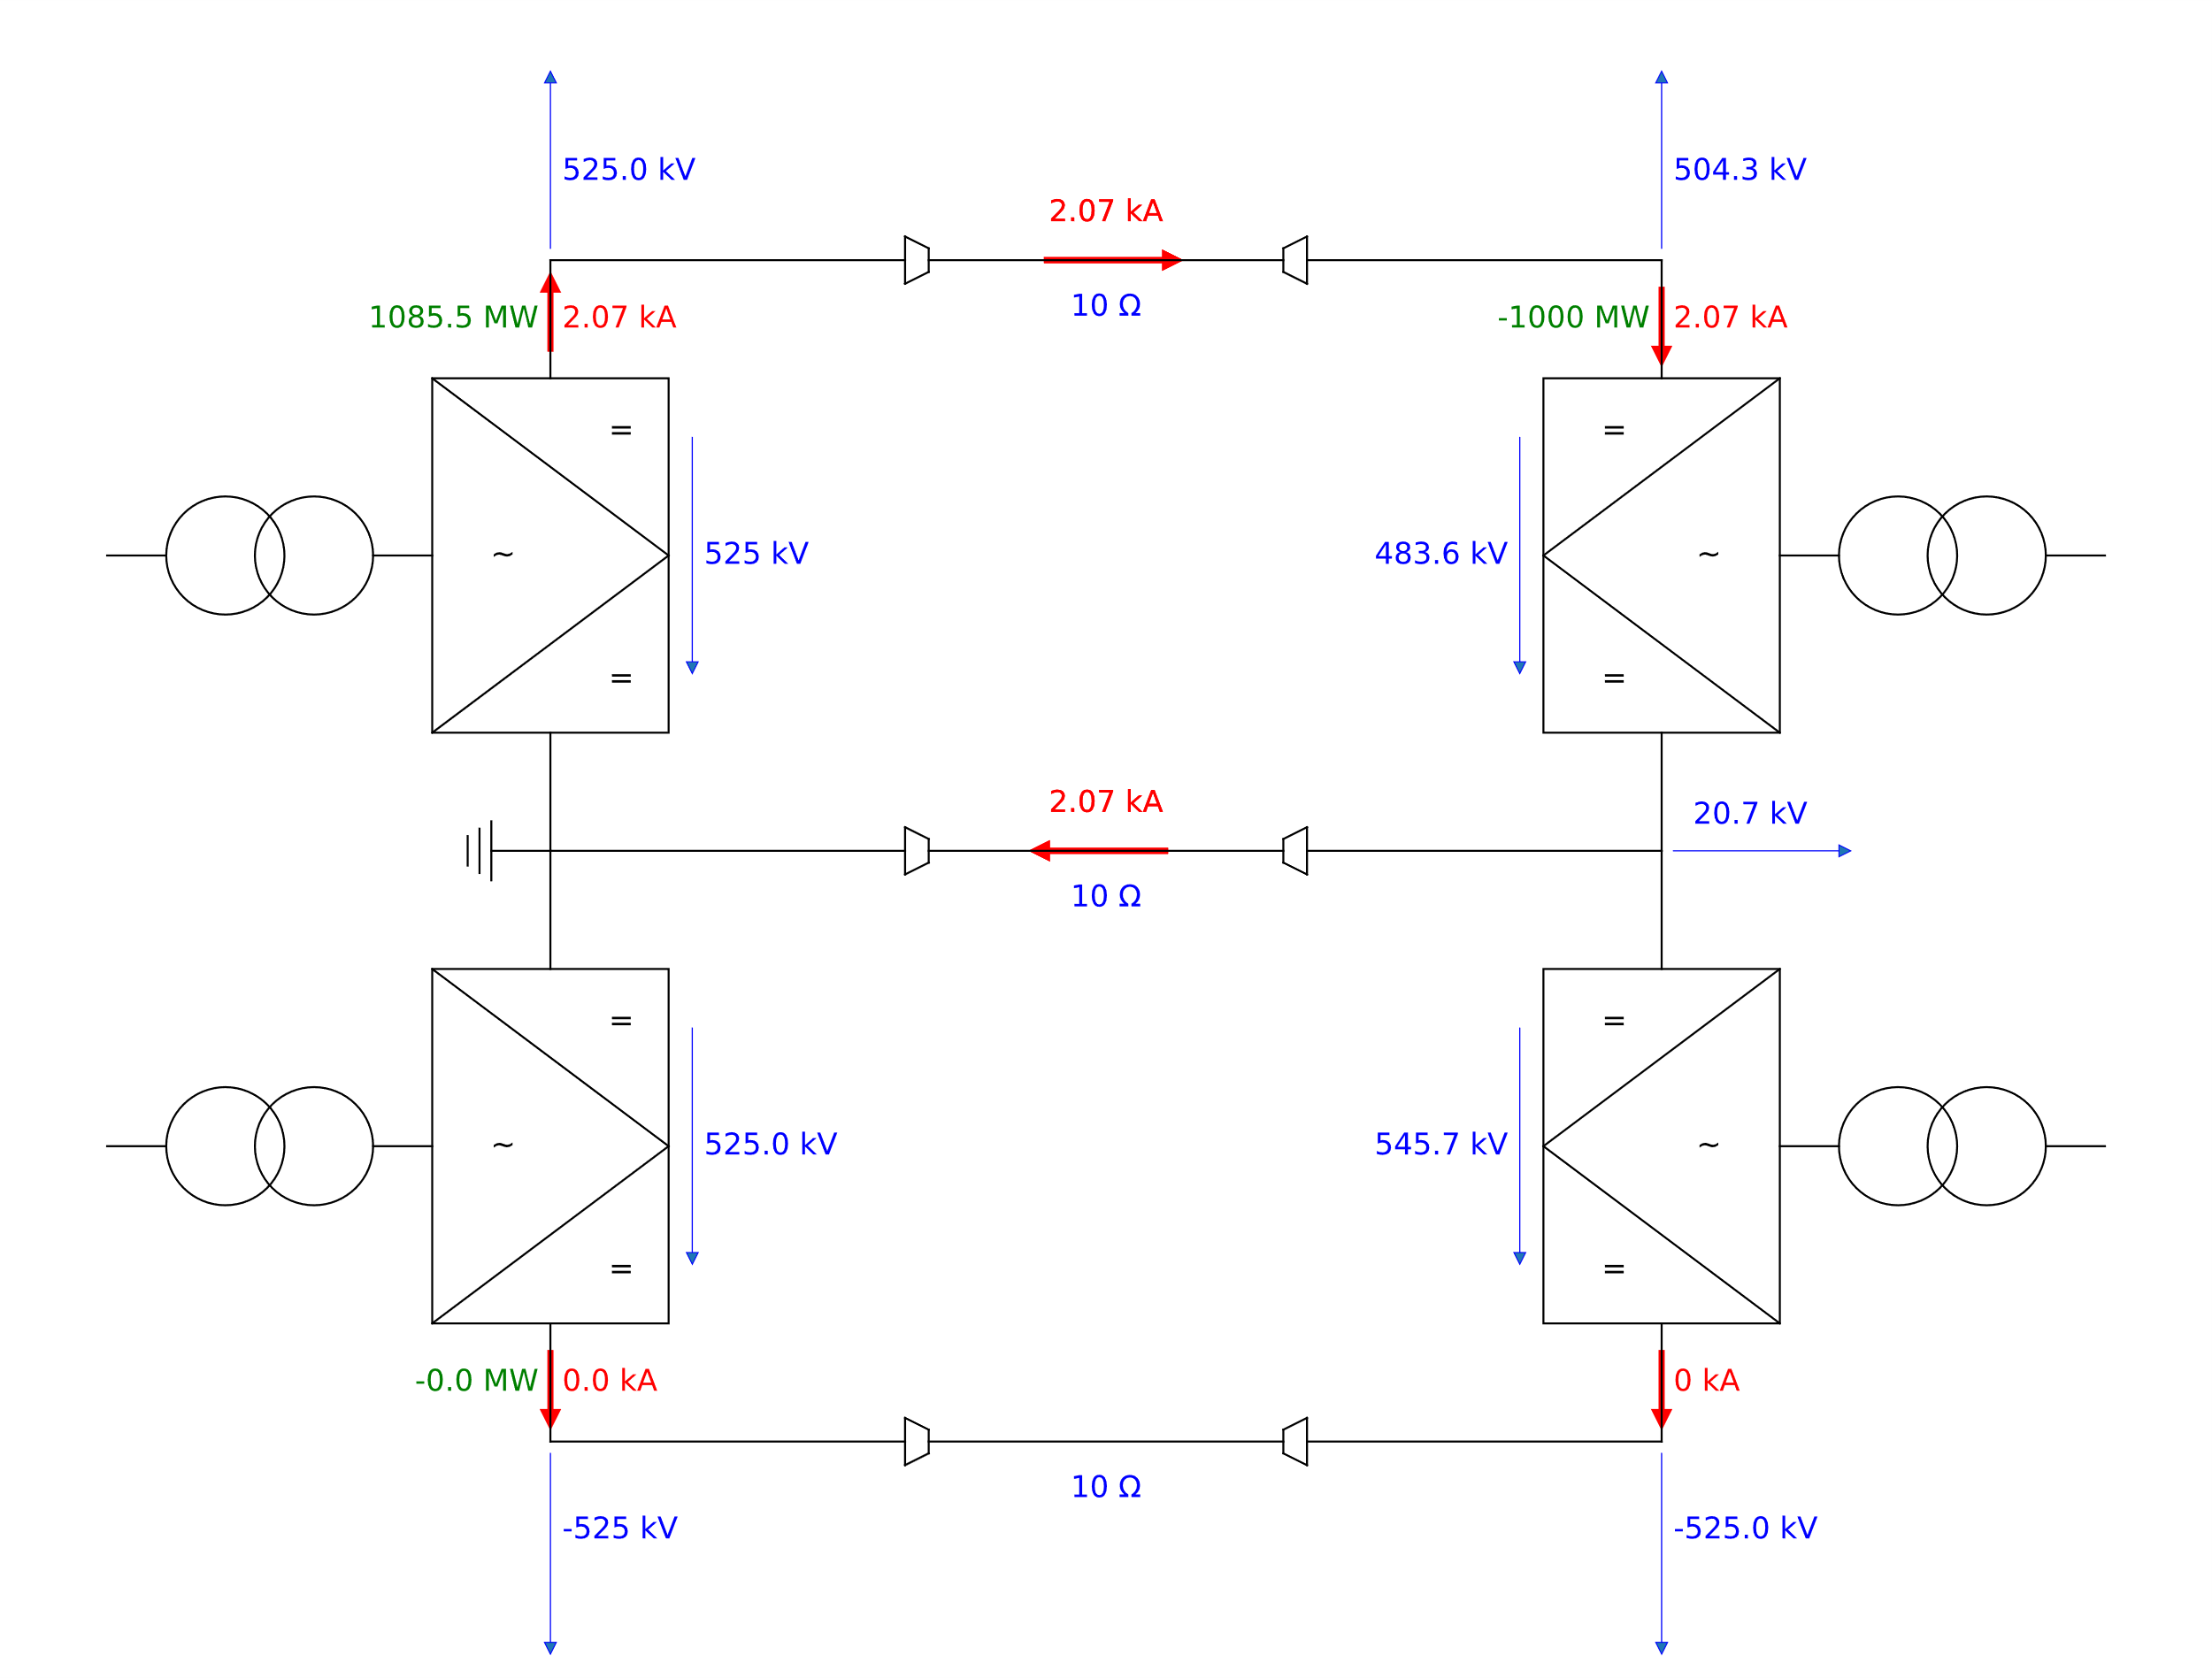 525.0 kV
504.3 kV
2.07 kA
1085.5 MW
2.07 kA
10 Ω
-1000 MW
2.07 kA
=
=
~
525 kV
483.6 kV
~
=
=
2.07 kA
20.7 kV
10 Ω
=
=
~
525.0 kV
545.7 kV
~
=
=
-0.0 MW
0.0 kA
0 kA
10 Ω
-525 kV
-525.0 kV